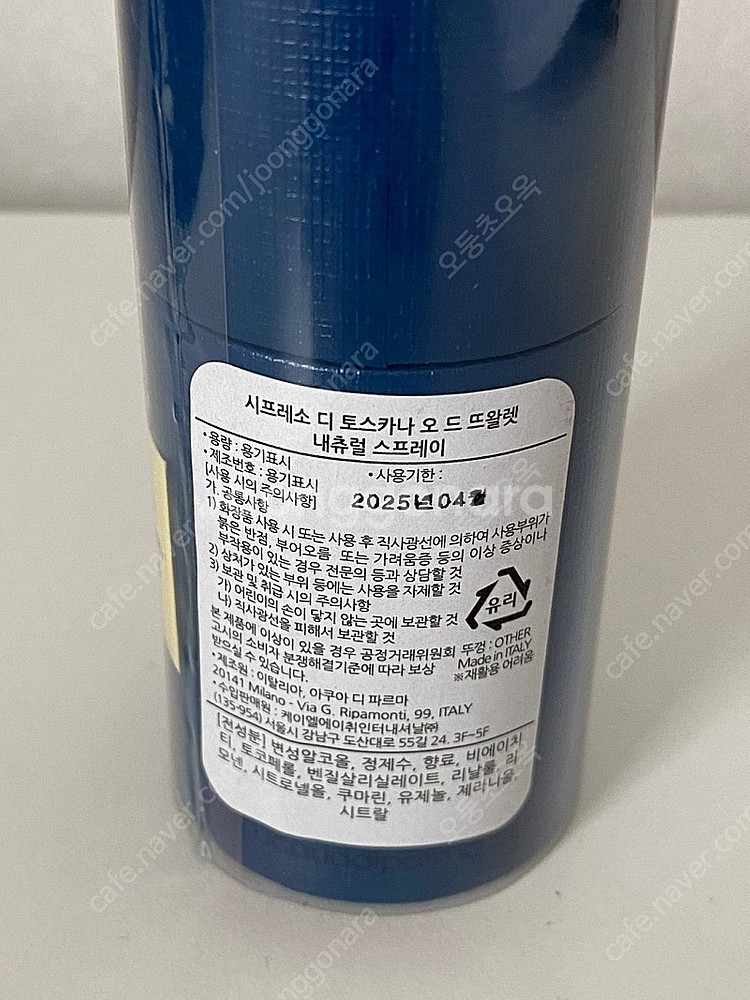 시프레소 디 토스카나 오 드 뜨왈렛
내츄럴 스프레이
•용량 : 용기표시
•제조번호 : 용기표시
•사용기한 :
2025년04월
[사용 시의 주의사항]
가. 공통사항
1) 화장품 사용 시 또는 사용 후 직사광선에 의하여 사용부위가
붉은 반점, 부어오름 또는 가려움증 등의 이상 증상이나
부작용이 있는 경우 전문의 등과 상담할 것
2) 상처가 있는 부위 등에는 사용을 자제할 것
3) 보관 및 취급 시의 주의사항
가) 어린이의 손이 닿지 않는 곳에 보관할 것
나) 직사광선을 피해서 보관할 것
본 제품에 이상이 있을 경우 공정거래위원회
고시의 소비자 분쟁해결기준에 따라 보상
받으실 수 있습니다.
유리
뚜껑 : OTHER
Made in ITALY
※재활용 어려움
•제조원 : 이탈리아, 아쿠아 디 파르마
20141 Milano - Via G. Ripamonti, 99, ITALY
•수입판매원 : 케이엘에이취인터내셔날㈜
(135-954) 서울시 강남구 도산대로 55길 24. 3F-5F
[전성분] 변성알코올, 정제수, 향료, 비에이치
티, 토코페롤, 벤질살리실레이트, 리날룰, 리
모넨, 시트로넬올, 쿠마린, 유제놀, 제라니올,
시트랄
cafe.naver.com/joonggonara
오동초오옥
joonggonara